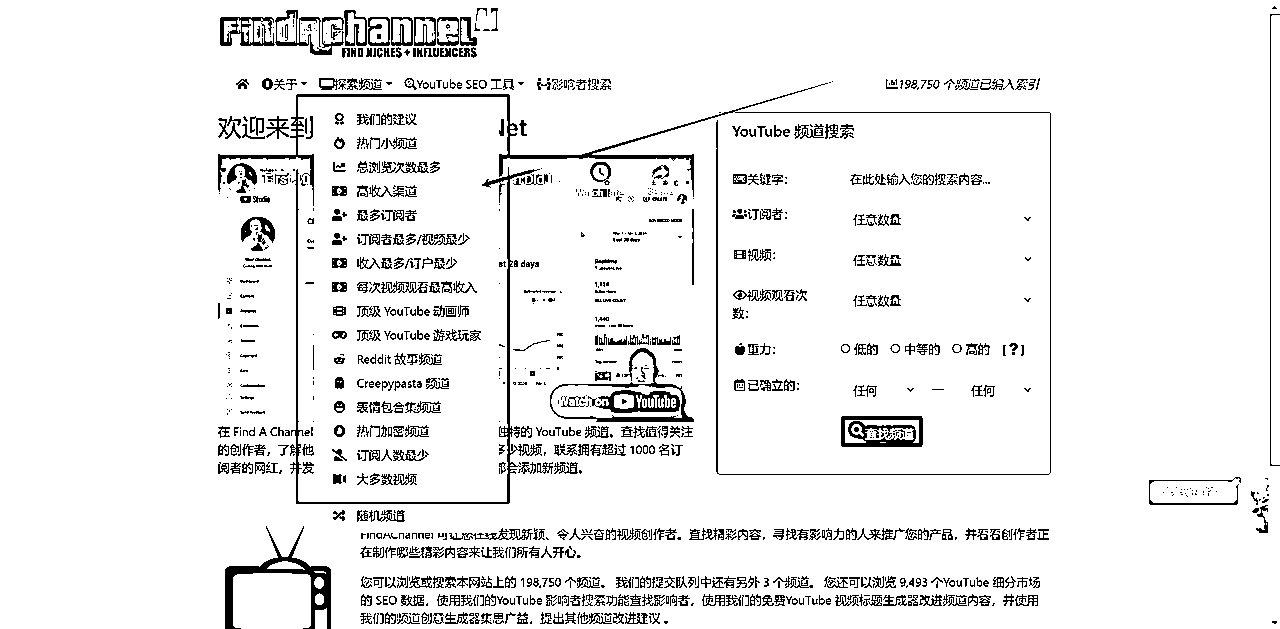 FindAchannel
FIND NICHES + INFLUENCERS
关于 探索频道 YouTube SEO 工具 影响者搜索
198,750 个频道已编入索引
欢迎来到 Net
我们的建议
热门小频道
总浏览次数最多
高收入渠道
最多订阅者
订阅者最多/视频最少
收入最多/订户最少
每次视频观看最高收入
顶级 YouTube 动画师
顶级 YouTube 游戏玩家
Reddit 故事频道
Creepypasta 频道
表情包合集频道
热门加密频道
订阅人数最少
大多数视频
随机频道
Studio
st 28 days
Watch on YouTube
YouTube 频道搜索
关键字: 在此处输入您的搜索内容...
订阅者: 任意数量
视频: 任意数量
视频观看次
数: 任意数量
重力: 低的 中等的 高的 [?]
已确立的: 任何 — 任何
查找频道
在 Find A Channel 独特的 YouTube 频道。查找值得关注
的创作者，了解他 多少视频，联系拥有超过 1000 名订
阅者的网红，并发 都会添加新频道。
FindAChannel 可让您在线发现新颖、令人兴奋的视频创作者。查找精彩内容，寻找有影响力的人来推广您的产品，并看看创作者正
在制作哪些精彩内容来让我们所有人开心。
您可以浏览或搜索本网站上的 198,750 个频道。 我们的提交队列中还有另外 3 个频道。 您还可以浏览 9,493 个YouTube 细分市场
的 SEO 数据，使用我们的YouTube 影响者搜索功能查找影响者，使用我们的免费YouTube 视频标题生成器改进频道内容，并使用
我们的频道创意生成器集思广益，提出其他频道改进建议 。